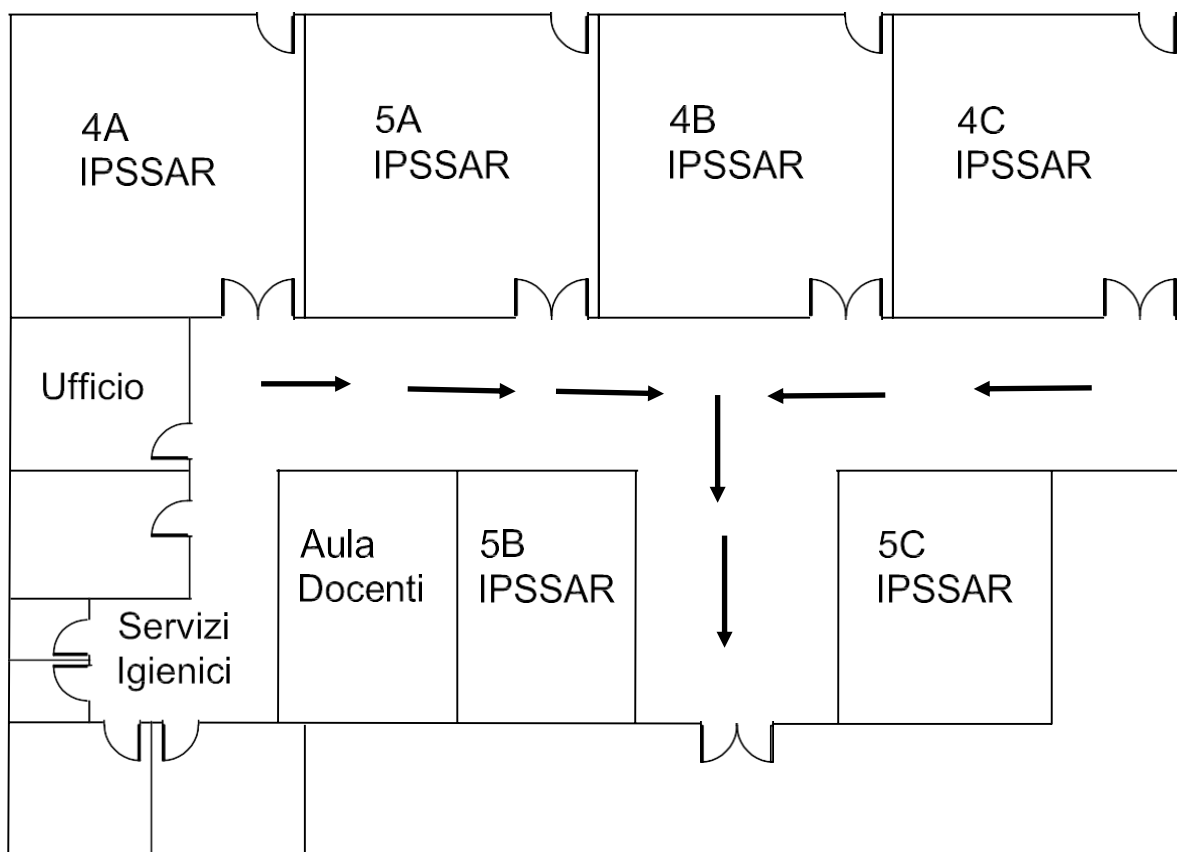 4A
IPSSAR
5A
IPSSAR
4B
IPSSAR
4C
IPSSAR
Ufficio
Aula
Docenti
5B
IPSSAR
5C
IPSSAR
Servizi
Igienici